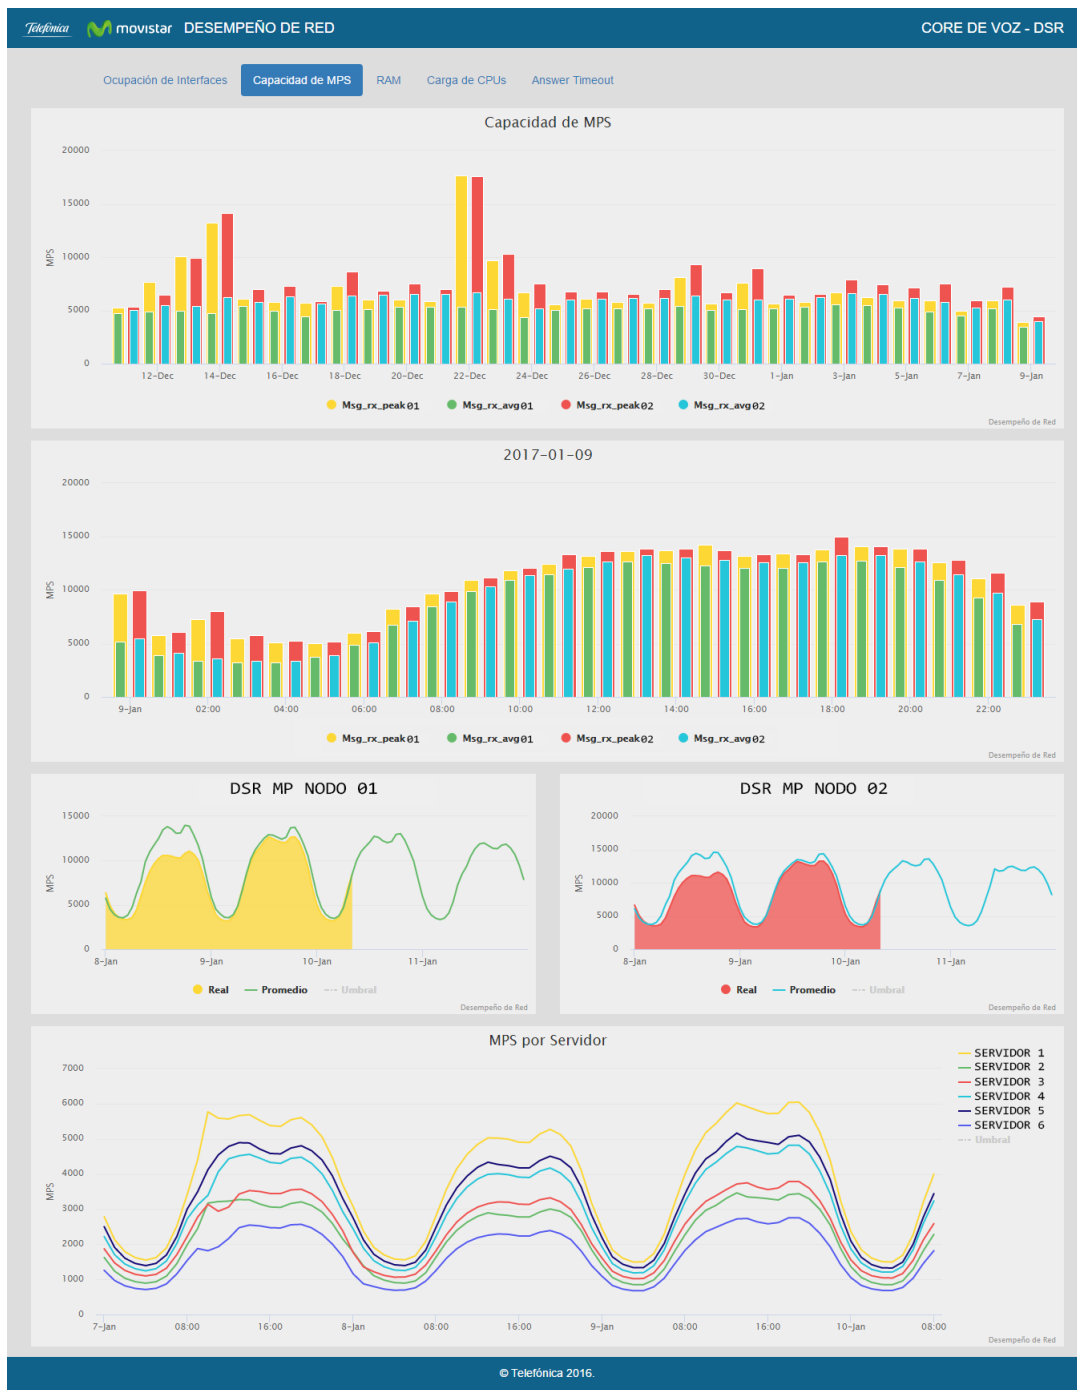 Telefónica movistar DESEMPEÑO DE RED CORE DE VOZ - DSR
Ocupación de Interfaces Capacidad de MPS RAM Carga de CPUs Answer Timeout
Capacidad de MPS
20000
15000
10000
5000
0
MPS
12-Dec 14-Dec 16-Dec 18-Dec 20-Dec 22-Dec 24-Dec 26-Dec 28-Dec 30-Dec 1-Jan 3-Jan 5-Jan 7-Jan 9-Jan
Msg_rx_peak01 Msg_rx_avg01 Msg_rx_peak02 Msg_rx_avg02
Desempeño de Red
2017-01-09
20000
15000
10000
5000
0
MPS
9-Jan 02:00 04:00 06:00 08:00 10:00 12:00 14:00 16:00 18:00 20:00 22:00
Msg_rx_peak01 Msg_rx_avg01 Msg_rx_peak02 Msg_rx_avg02
Desempeño de Red
DSR MP NODO 01
15000
10000
5000
0
MPS
8-Jan 9-Jan 10-Jan 11-Jan
Real Promedio Umbral
Desempeño de Red
DSR MP NODO 02
20000
15000
10000
5000
0
MPS
8-Jan 9-Jan 10-Jan 11-Jan
Real Promedio Umbral
Desempeño de Red
MPS por Servidor
7000
6000
5000
4000
3000
2000
1000
0
MPS
7-Jan 08:00 16:00 8-Jan 08:00 16:00 9-Jan 08:00 16:00 10-Jan 08:00
SERVIDOR 1
SERVIDOR 2
SERVIDOR 3
SERVIDOR 4
SERVIDOR 5
SERVIDOR 6
Umbral
Desempeño de Red
© Telefónica 2016.